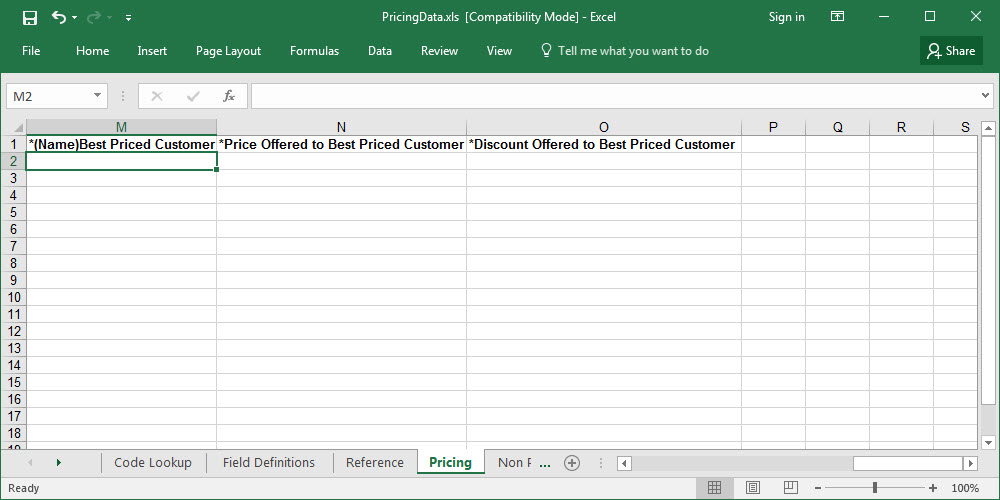 PricingData.xls [Compatibility Mode] - Excel
Sign in
File Home Insert Page Layout Formulas Data Review View Tell me what you want to do Share
M2 fx
M N O P Q R S
1 *(Name)Best Priced Customer *Price Offered to Best Priced Customer *Discount Offered to Best Priced Customer
2
3
4
5
6
7
8
9
10
11
12
13
14
15
16
17
18
Code Lookup Field Definitions Reference Pricing Non ...
Ready 100%